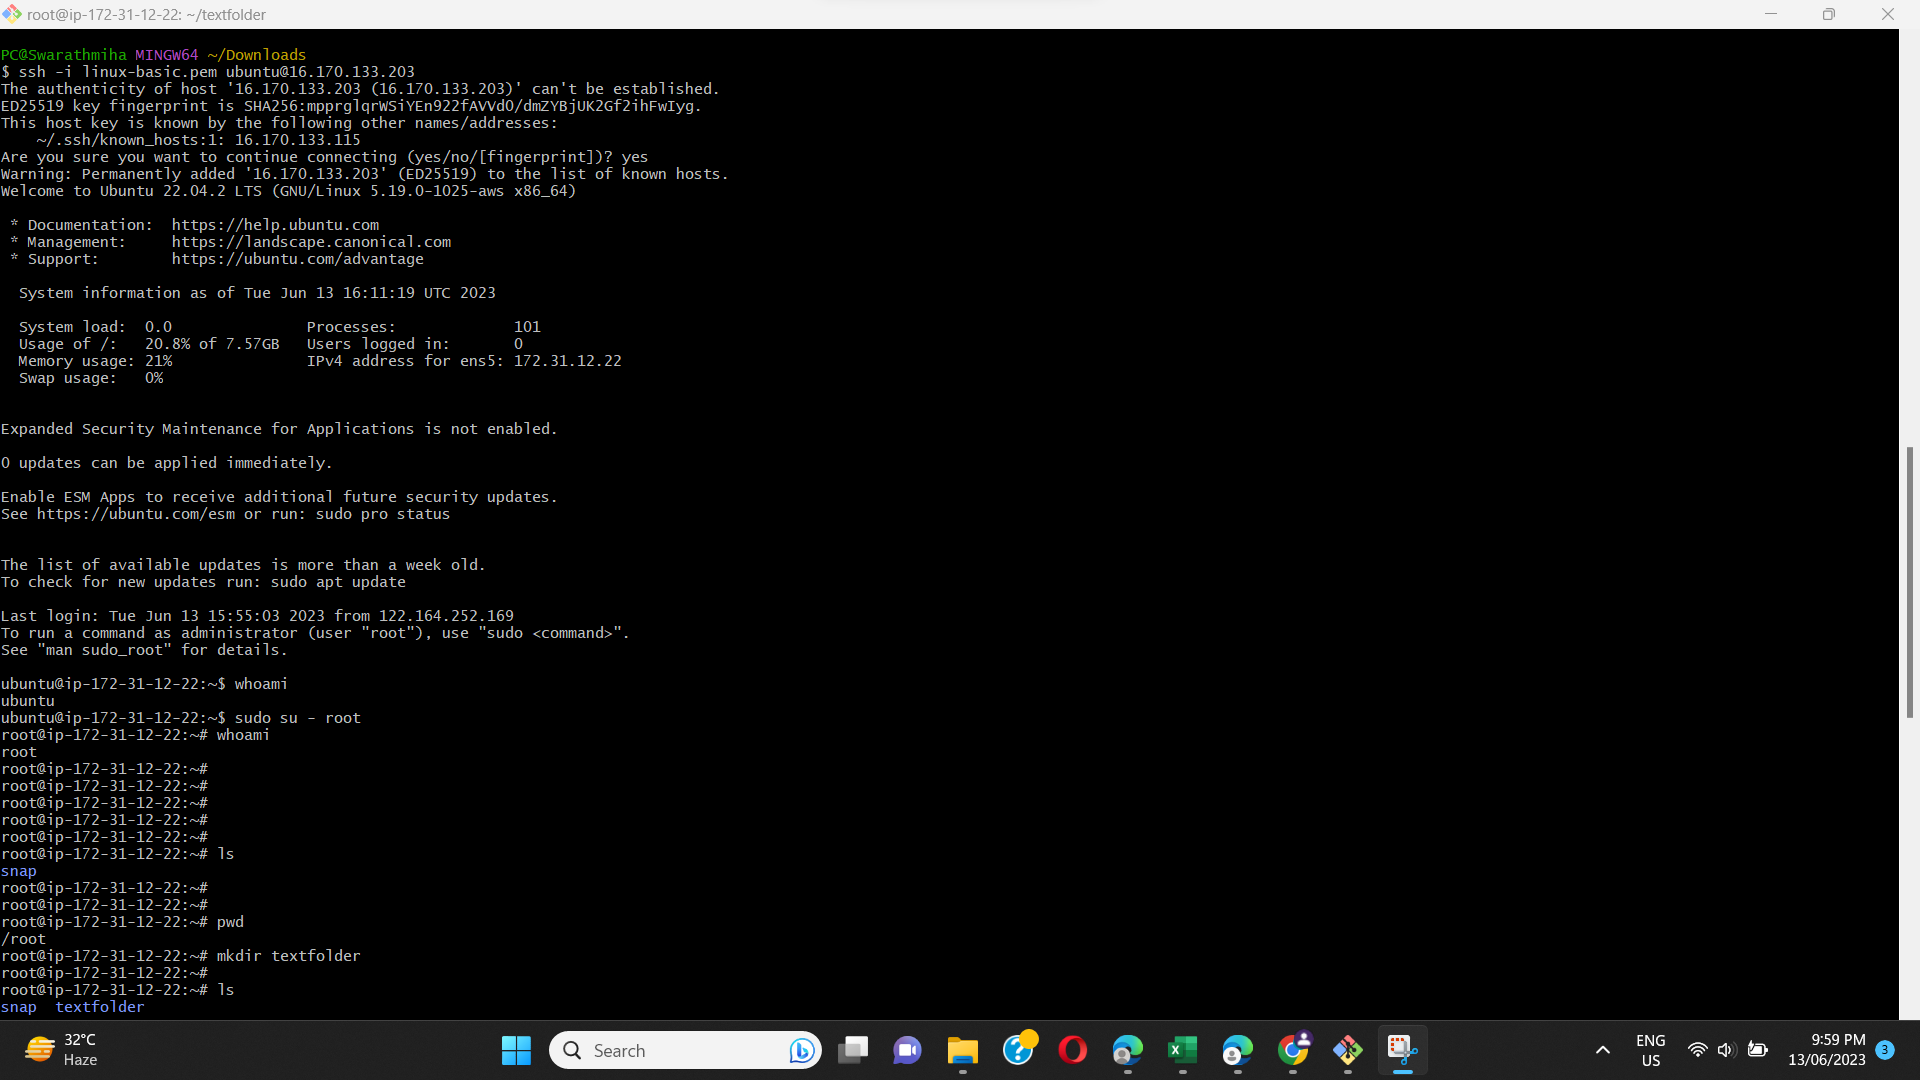 root@ip-172-31-12-22: ~/textfolder
PC@Swarathmiha MINGW64 ~/Downloads
$ ssh -i linux-basic.pem ubuntu@16.170.133.203
The authenticity of host '16.170.133.203 (16.170.133.203)' can't be established.
ED25519 key fingerprint is SHA256:mpprglqrWSiYEn922fAVVdO/dmZYBjUK2Gf2ihFwIyg.
This host key is known by the following other names/addresses:
    ~/.ssh/known_hosts:1: 16.170.133.115
Are you sure you want to continue connecting (yes/no/[fingerprint])? yes
Warning: Permanently added '16.170.133.203' (ED25519) to the list of known hosts.
Welcome to Ubuntu 22.04.2 LTS (GNU/Linux 5.19.0-1025-aws x86_64)
 * Documentation:  https://help.ubuntu.com
 * Management:     https://landscape.canonical.com
 * Support:        https://ubuntu.com/advantage
  System information as of Tue Jun 13 16:11:19 UTC 2023
  System load:  0.0               Processes:             101
  Usage of /:   20.8% of 7.57GB   Users logged in:       0
  Memory usage: 21%               IPv4 address for ens5: 172.31.12.22
  Swap usage:   0%
Expanded Security Maintenance for Applications is not enabled.
0 updates can be applied immediately.
Enable ESM Apps to receive additional future security updates.
See https://ubuntu.com/esm or run: sudo pro status
The list of available updates is more than a week old.
To check for new updates run: sudo apt update
Last login: Tue Jun 13 15:55:03 2023 from 122.164.252.169
To run a command as administrator (user "root"), use "sudo <command>".
See "man sudo_root" for details.
ubuntu@ip-172-31-12-22:~$ whoami
ubuntu
ubuntu@ip-172-31-12-22:~$ sudo su - root
root@ip-172-31-12-22:~# whoami
root
root@ip-172-31-12-22:~#
root@ip-172-31-12-22:~#
root@ip-172-31-12-22:~#
root@ip-172-31-12-22:~#
root@ip-172-31-12-22:~#
root@ip-172-31-12-22:~# ls
snap
root@ip-172-31-12-22:~#
root@ip-172-31-12-22:~#
root@ip-172-31-12-22:~# pwd
/root
root@ip-172-31-12-22:~# mkdir textfolder
root@ip-172-31-12-22:~#
root@ip-172-31-12-22:~# ls
snap  textfolder
32°C
Haze
Search
ENG
US
9:59 PM
13/06/2023
3